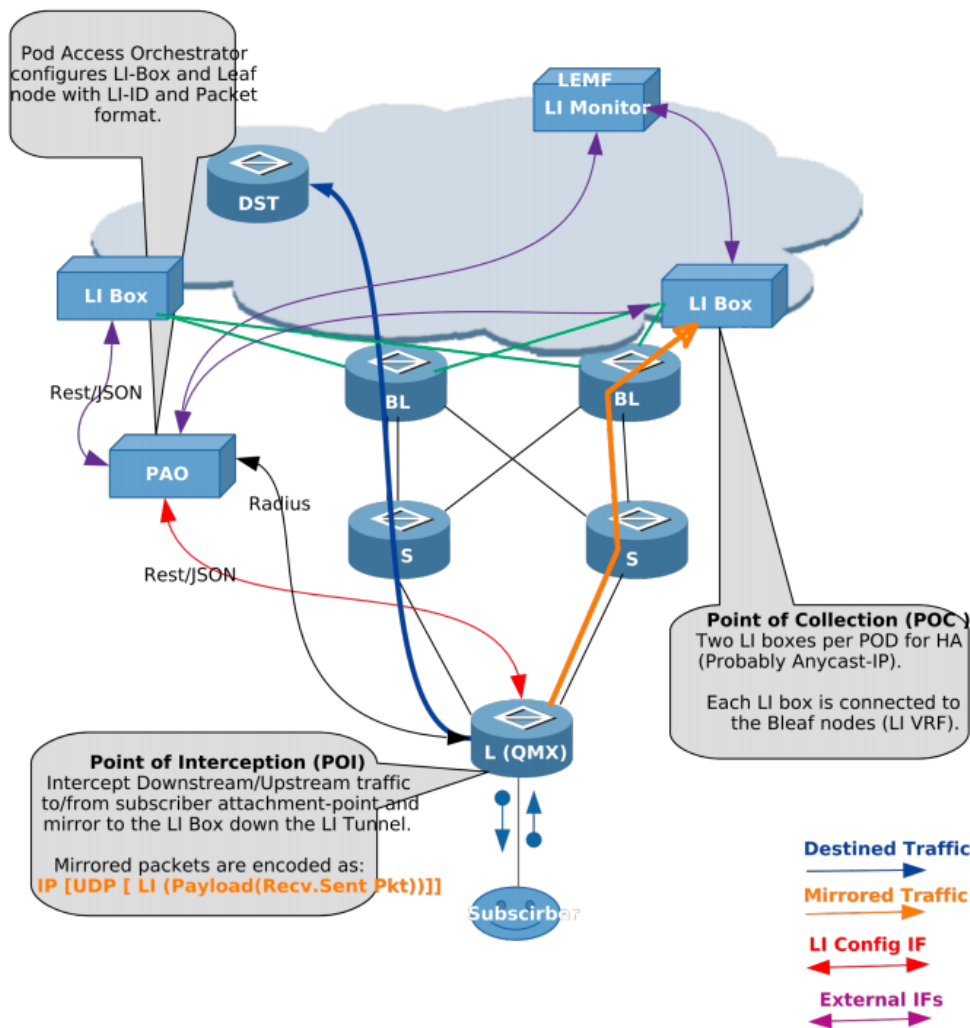 Pod Access Orchestrator
configures LI-Box and Leaf
node with LI-ID and Packet
format.
LEMF
LI Monitor
DST
LI Box
LI Box
Rest/JSON
BL
BL
PAO
Radius
S
S
Rest/JSON
Point of Collection (POC )
Two LI boxes per POD for HA
(Probably Anycast-IP).
Each LI box is connected to
the Bleaf nodes (LI VRF).
L (QMX)
Point of Interception (POI)
Intercept Downstream/Upstream traffic
to/from subscriber attachment-point and
mirror to the LI Box down the LI Tunnel.
Mirrored packets are encoded as:
IP [UDP [ LI (Payload(Recv.Sent Pkt))]]
Subscirber
Destined Traffic
Mirrored Traffic
LI Config IF
External IFs